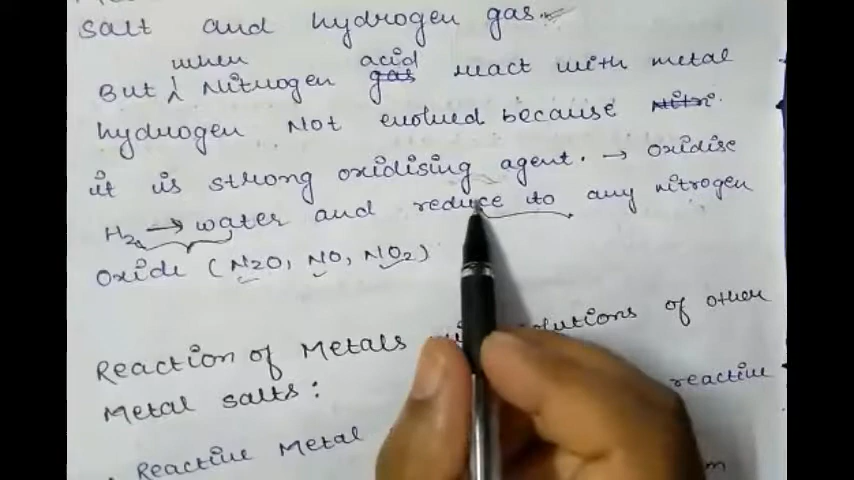 salt and hydrogen gas.
when acid
But λ Nitrogen gas react with metal
hydrogen Not evolved because Nitri
it is strong oxidising agent. → oxidise
H2 → water and reduce to any nitrogen
oxide (N2O, NO, NO2)
Reaction of Metals solutions of other
Metal salts:
reactive
Reactive Metal
m